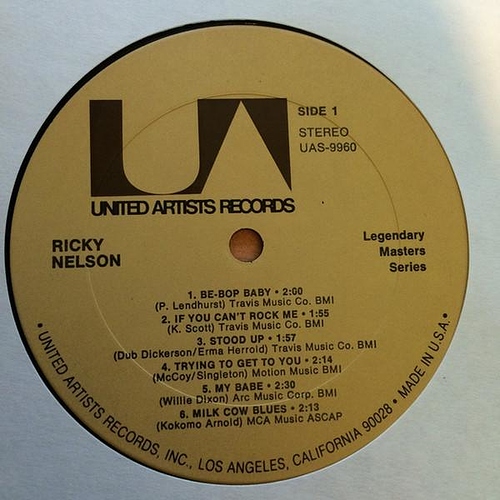 UA
SIDE 1
STEREO
UAS-9960
UNITED ARTISTS RECORDS
RICKY
NELSON
Legendary
Masters
Series
1. BE-BOP BABY • 2:00
(P. Lendhurst) Travis Music Co. BMI
2. IF YOU CAN'T ROCK ME • 1:55
(K. Scott) Travis Music Co. BMI
3. STOOD UP • 1:57
(Dub Dickerson/Erma Herroid) Travis Music Co. BMI
4. TRYING TO GET TO YOU • 2:14
(McCoy/Singleton) Motion Music BMI
5. MY BABE • 2:30
(Willie Dixon) Arc Music Corp. BMI
6. MILK COW BLUES • 2:13
(Kokomo Arnold) MCA Music ASCAP
• UNITED ARTISTS RECORDS, INC., LOS ANGELES, CALIFORNIA 90028 • MADE IN U.S.A. •